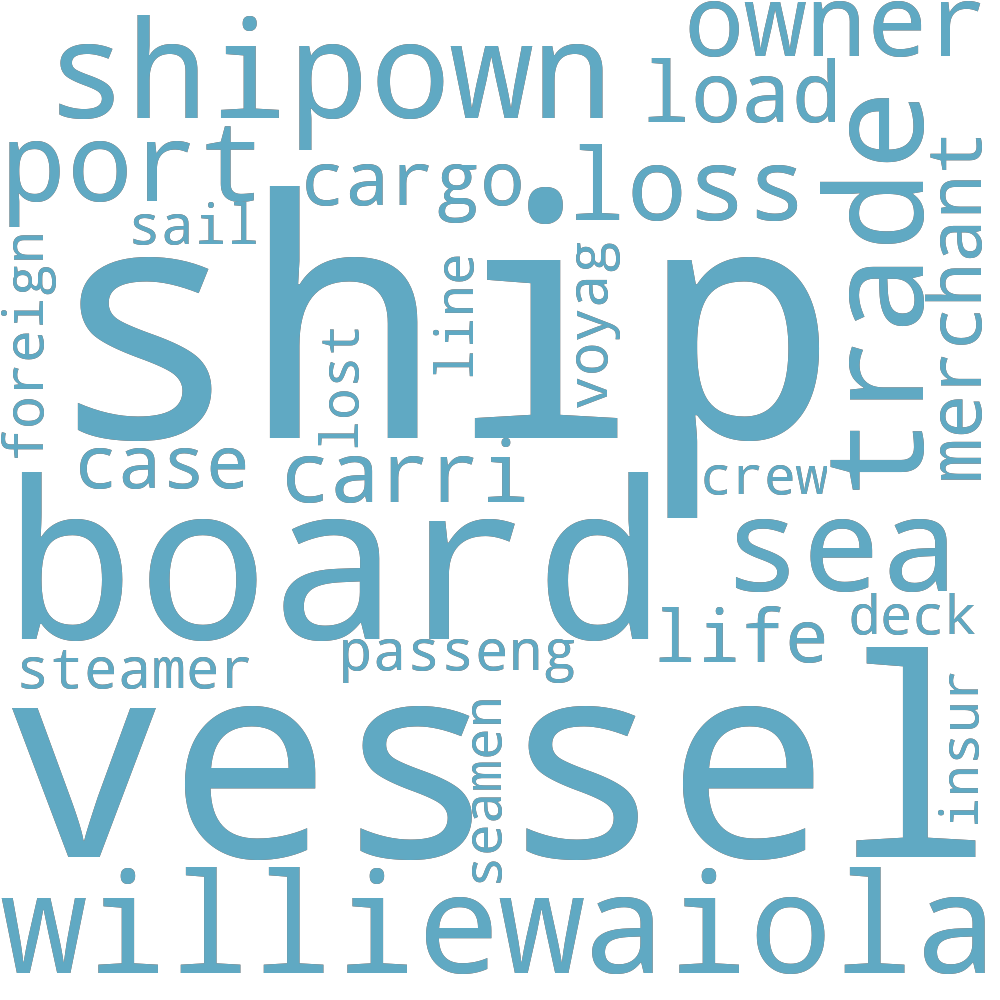 owner
shipown
load
port
cargo
loss
trade
merchant
sail
ship
foreign
line
voyag
lost
case
carri
crew
board
sea
deck
life
passeng
steamer
vessel
insur
seamen
williewaiola